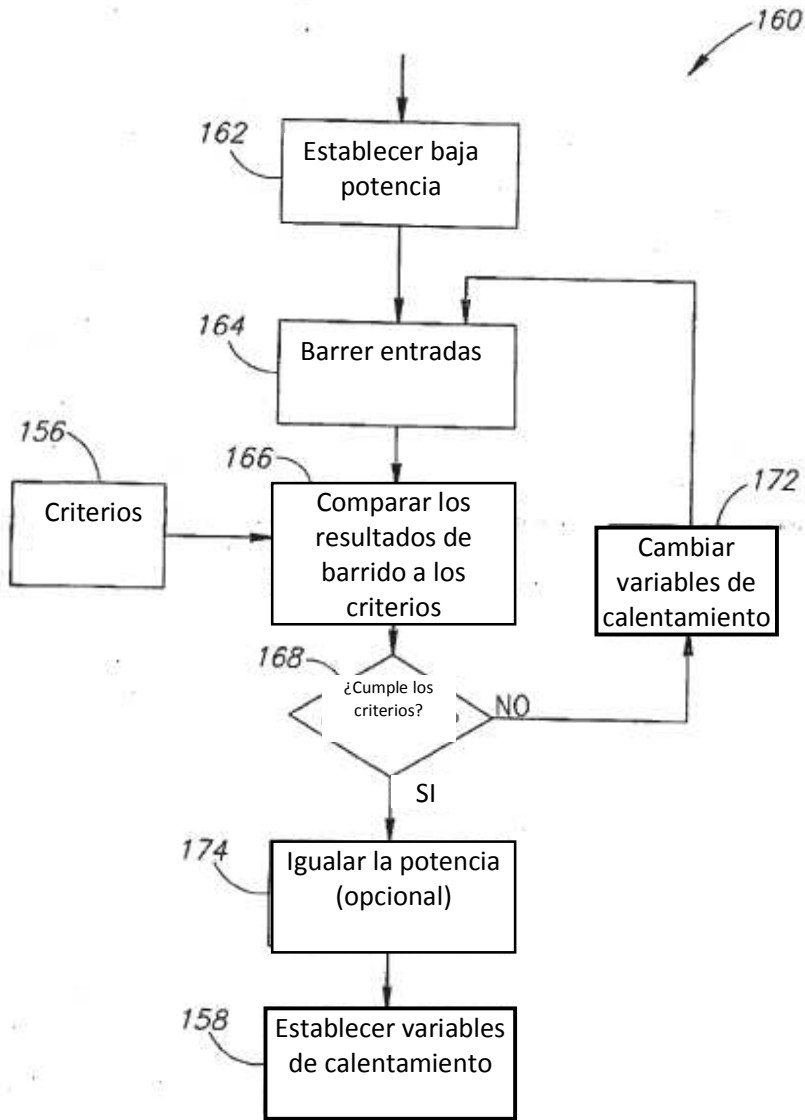 160
162
Establecer baja
potencia
164
Barrer entradas
156
Criterios
166
Comparar los
resultados de
barrido a los
criterios
172
Cambiar
variables de
calentamiento
168
¿Cumple los
criterios?
NO
SI
174
Igualar la potencia
(opcional)
158
Establecer variables
de calentamiento